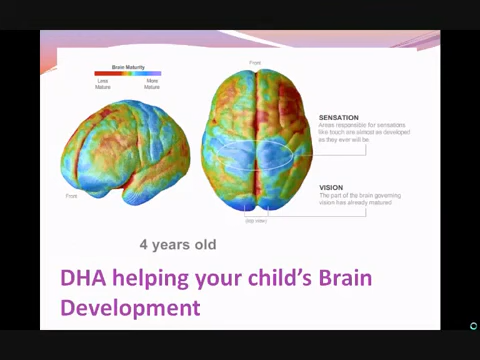 Brain Maturity
Less
Mature
More
Mature
Front
Front
SENSATION
Areas responsible for sensations
like touch are almost as developed
as they ever will be
VISION
The part of the brain governing
vision has already matured
(top view)
4 years old
DHA helping your child's Brain
Development